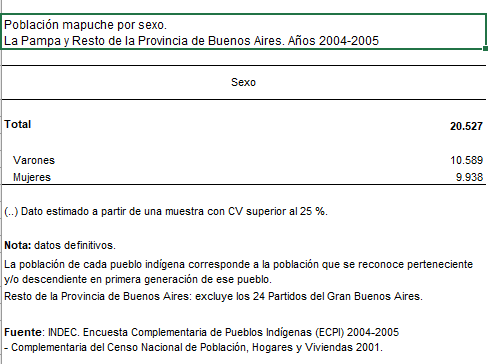 Población mapuche por sexo.
La Pampa y Resto de la Provincia de Buenos Aires. Años 2004-2005
Sexo
Total 20.527
Varones 10.589
Mujeres 9.938
(..) Dato estimado a partir de una muestra con CV superior al 25 %.
Nota: datos definitivos.
La población de cada pueblo indígena corresponde a la población que se reconoce perteneciente
y/o descendiente en primera generación de ese pueblo.
Resto de la Provincia de Buenos Aires: excluye los 24 Partidos del Gran Buenos Aires.
Fuente: INDEC. Encuesta Complementaria de Pueblos Indígenas (ECPI) 2004-2005
- Complementaria del Censo Nacional de Población, Hogares y Viviendas 2001.